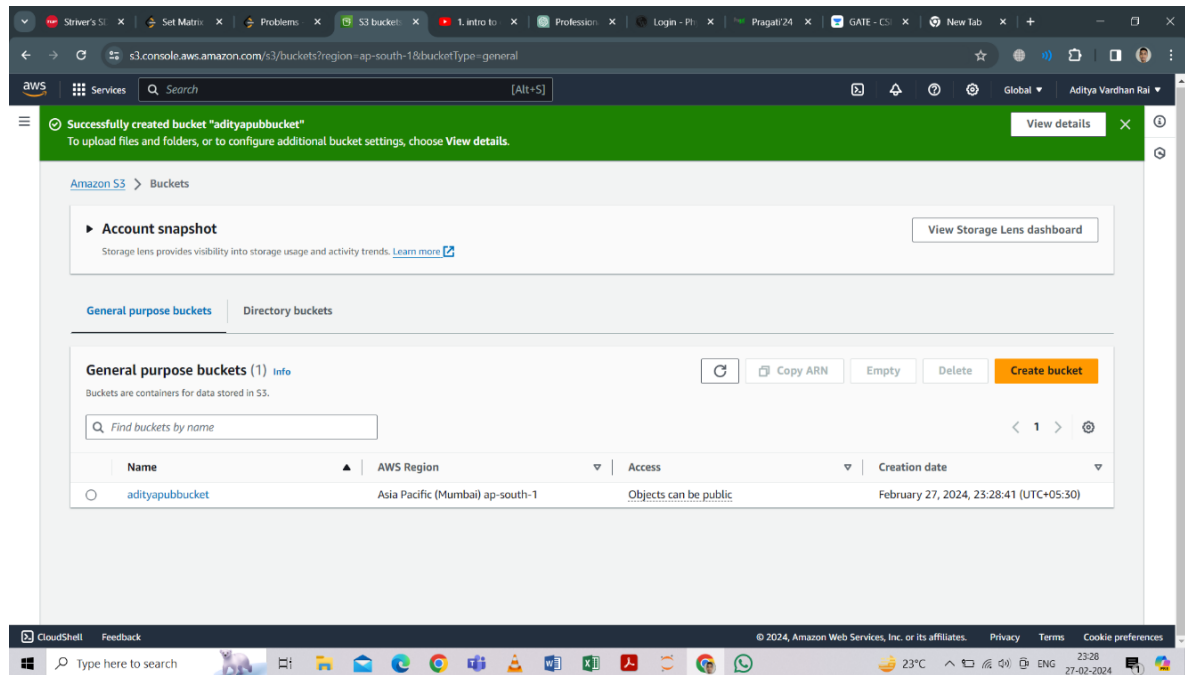 Striver's S
Set Matrix
Problems
S3 bucket
1. intro to
Profession
Login - Ph
Pragati'24
GATE - CS
New Tab
s3.console.aws.amazon.com/s3/buckets?region=ap-south-1&bucketType=general
aws
Services
Search
[Alt+S]
Global
Aditya Vardhan Rai
Successfully created bucket "adityapubbucket"
To upload files and folders, or to configure additional bucket settings, choose View details.
View details
Amazon S3 > Buckets
Account snapshot
Storage lens provides visibility into storage usage and activity trends. Learn more
View Storage Lens dashboard
General purpose buckets
Directory buckets
General purpose buckets (1) Info
Buckets are containers for data stored in S3.
Copy ARN
Empty
Delete
Create bucket
Find buckets by name
1
Name
AWS Region
Access
Creation date
adityapubbucket
Asia Pacific (Mumbai) ap-south-1
Objects can be public
February 27, 2024, 23:28:41 (UTC+05:30)
CloudShell
Feedback
© 2024, Amazon Web Services, Inc. or its affiliates.
Privacy
Terms
Cookie preferences
Type here to search
23°C
ENG
23:28
27-02-2024